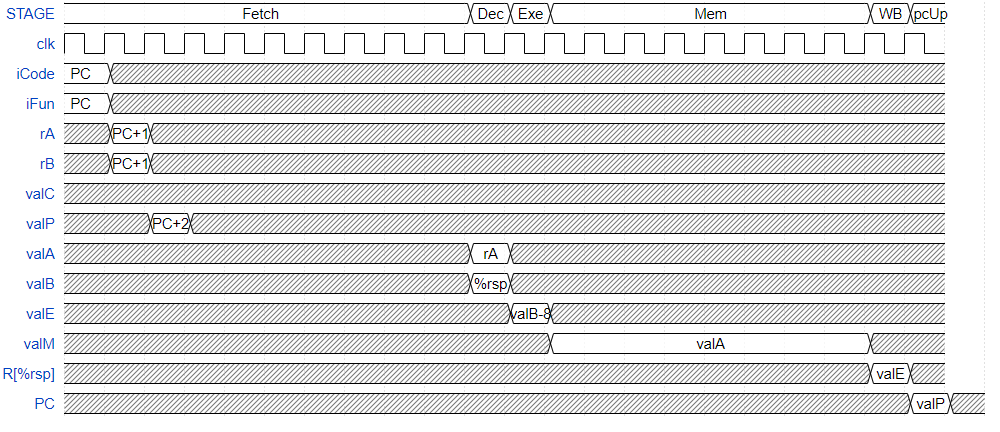 STAGE Fetch Dec Exe Mem WB pcUp
clk
iCode PC
iFun PC
rA PC+1
rB PC+1
valC
valP PC+2
valA rA
valB %rsp
valE valB-8
valM valA
R[%rsp] valE
PC valP